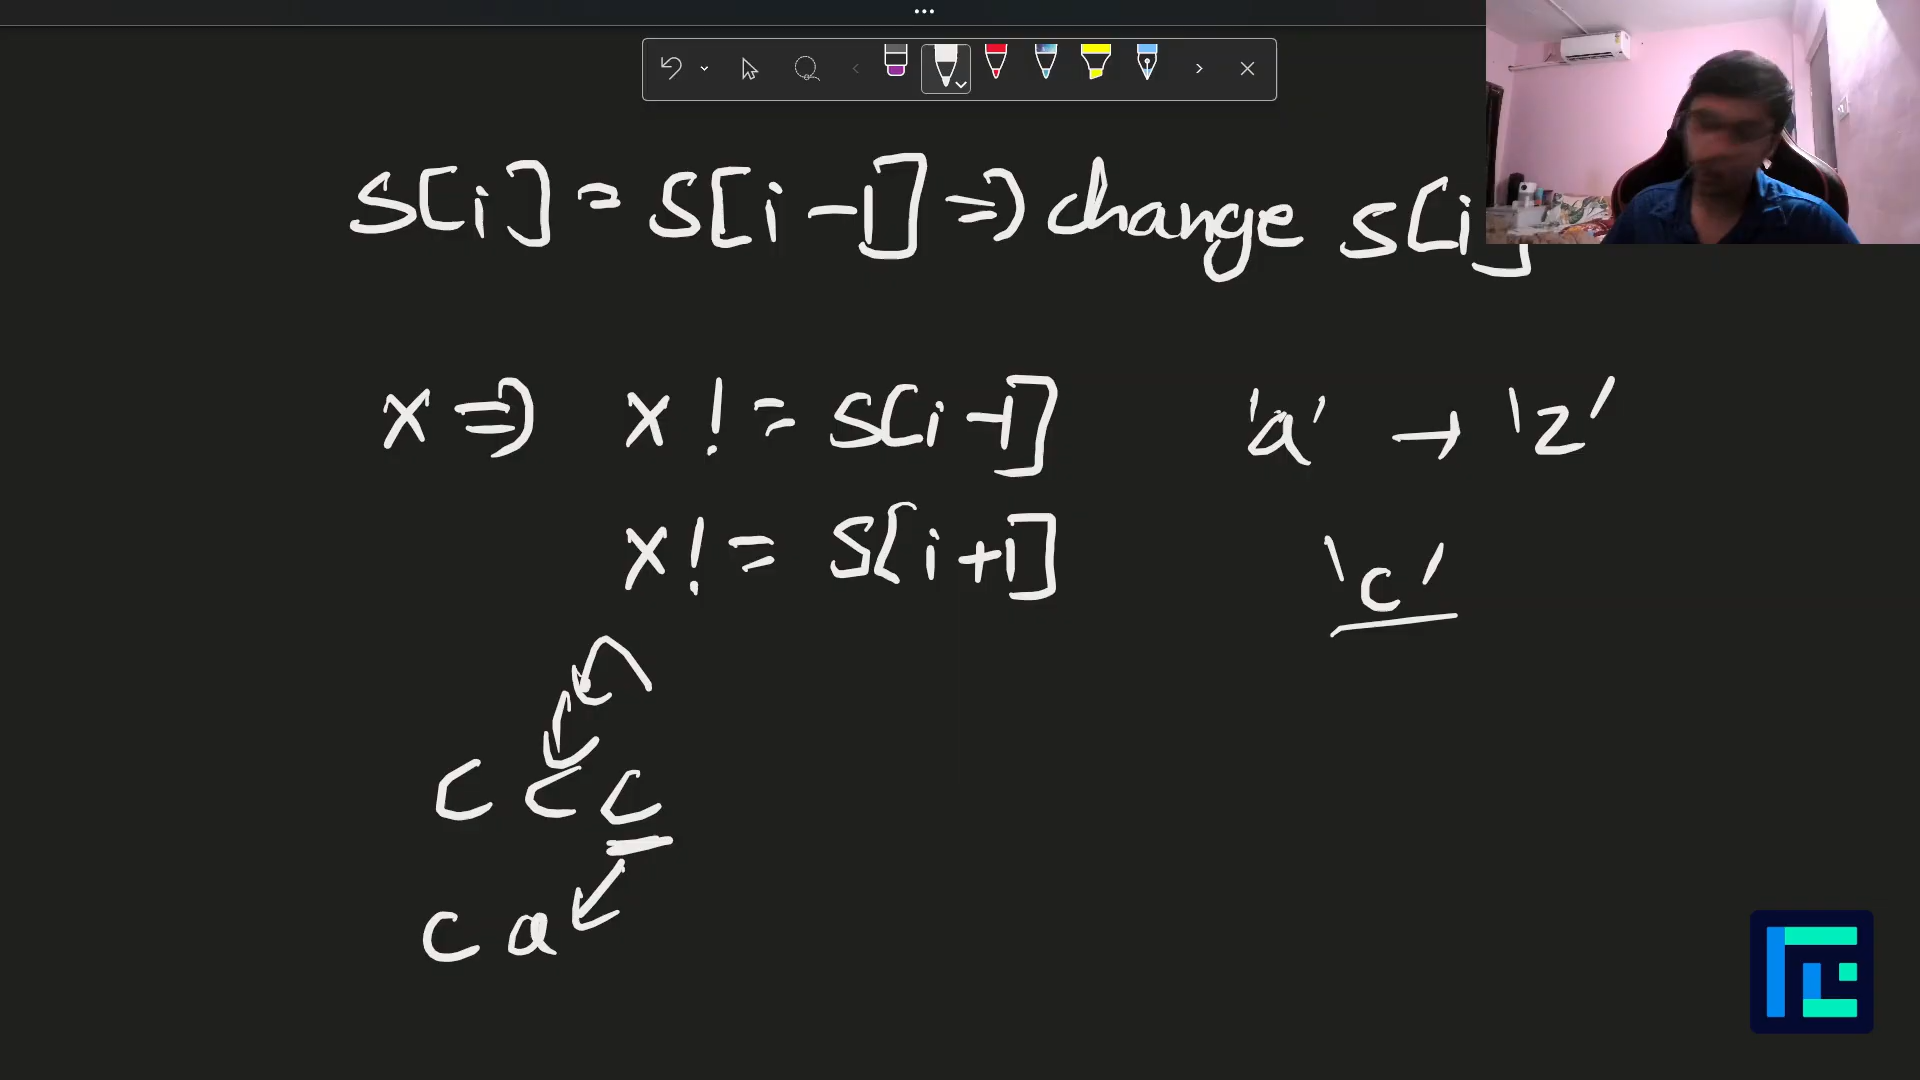 s[i] = s[i-1] => change s[i]
x => x != s[i-1] 'a' → 'z'
x != s[i+1] 'c'
c c c
c a